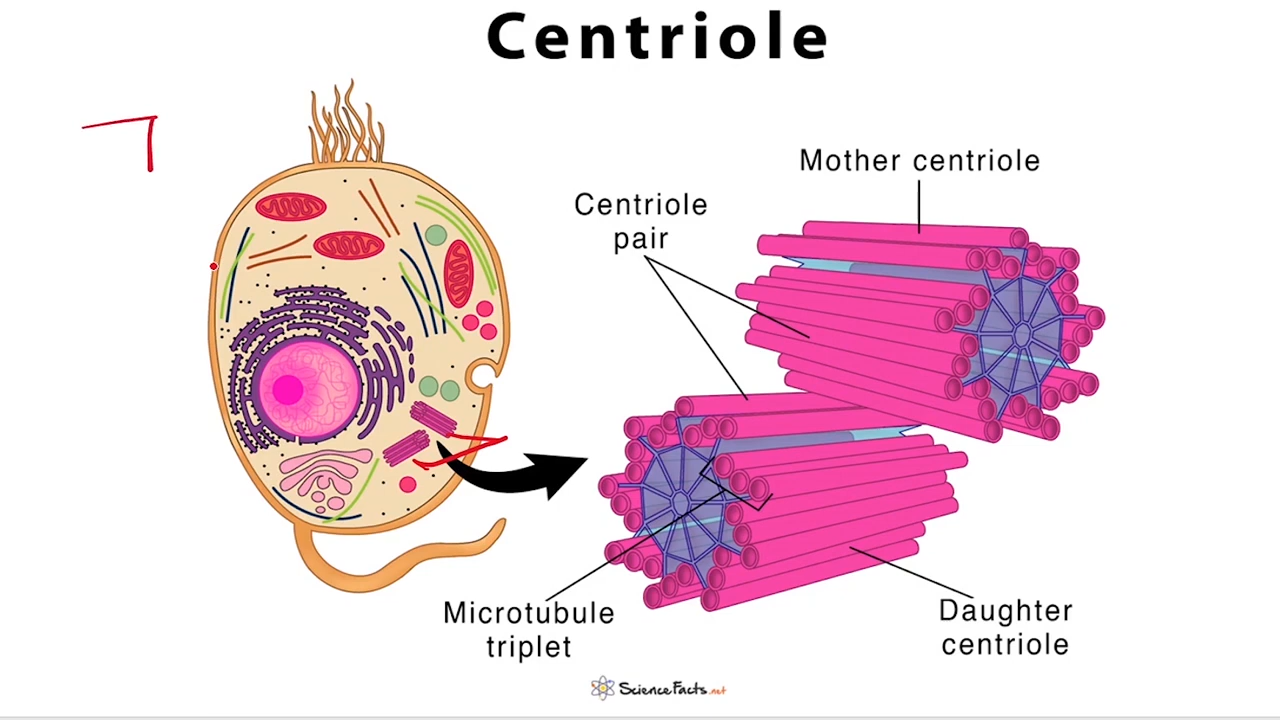 Centriole
Mother centriole
Centriole
pair
Microtubule
triplet
Daughter
centriole
ScienceFacts.net